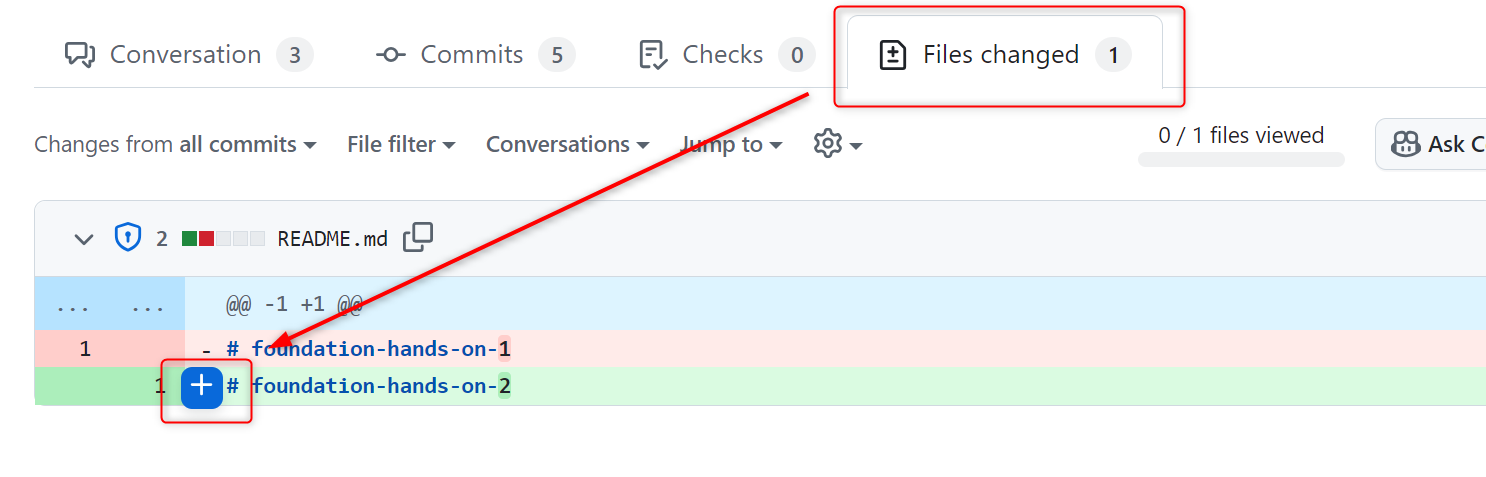 Conversation 3 Commits 5 Checks 0 Files changed 1
Changes from all commits File filter Conversations Jump to 0 / 1 files viewed Ask
2 README.md
... ... @@ -1 +1 @@
1 - # foundation-hands-on-1
1 + # foundation-hands-on-2